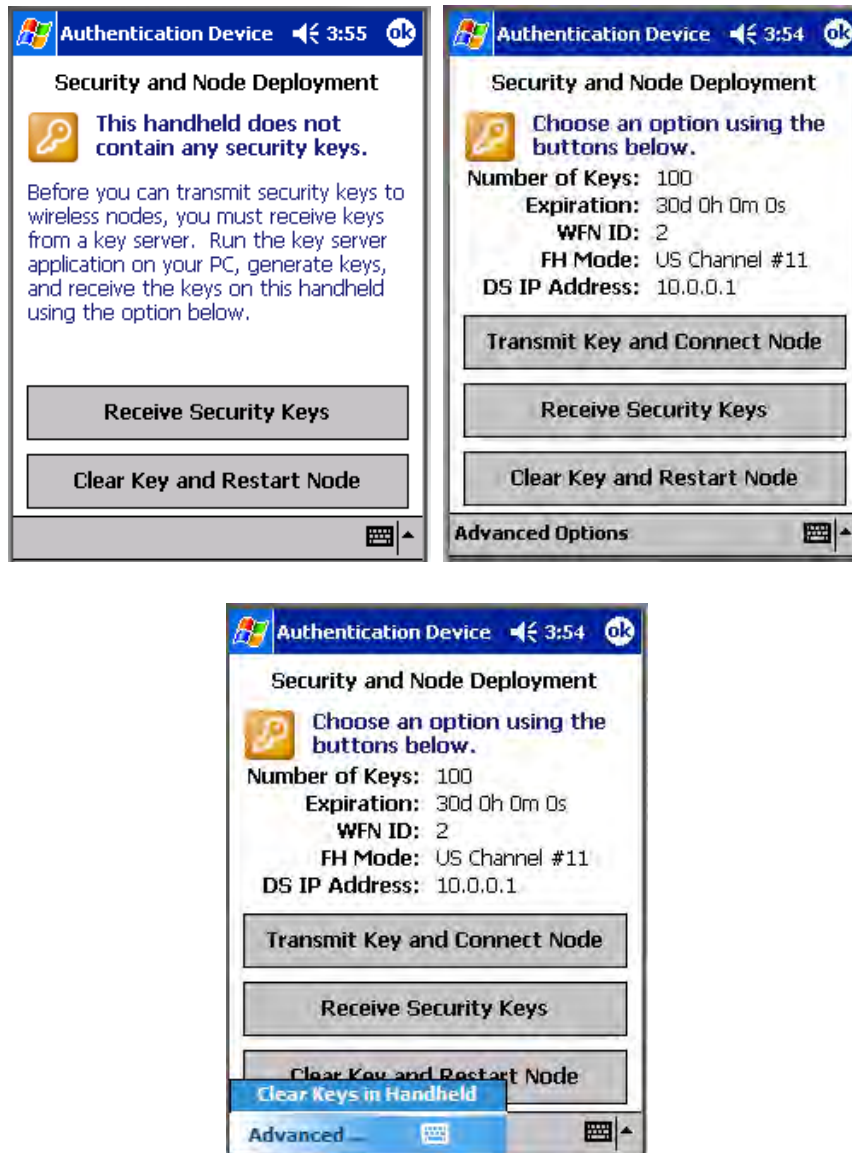 Authentication Device 3:55 ok
Security and Node Deployment
This handheld does not
contain any security keys.
Before you can transmit security keys to
wireless nodes, you must receive keys
from a key server. Run the key server
application on your PC, generate keys,
and receive the keys on this handheld
using the option below.
Receive Security Keys
Clear Key and Restart Node
Authentication Device 3:54 ok
Security and Node Deployment
Choose an option using the
buttons below.
Number of Keys: 100
Expiration: 30d 0h 0m 0s
WFN ID: 2
FH Mode: US Channel #11
DS IP Address: 10.0.0.1
Transmit Key and Connect Node
Receive Security Keys
Clear Key and Restart Node
Advanced Options
Authentication Device 3:54 ok
Security and Node Deployment
Choose an option using the
buttons below.
Number of Keys: 100
Expiration: 30d 0h 0m 0s
WFN ID: 2
FH Mode: US Channel #11
DS IP Address: 10.0.0.1
Transmit Key and Connect Node
Receive Security Keys
Clear Key and Restart Node
Clear Keys in Handheld
Advanced ...